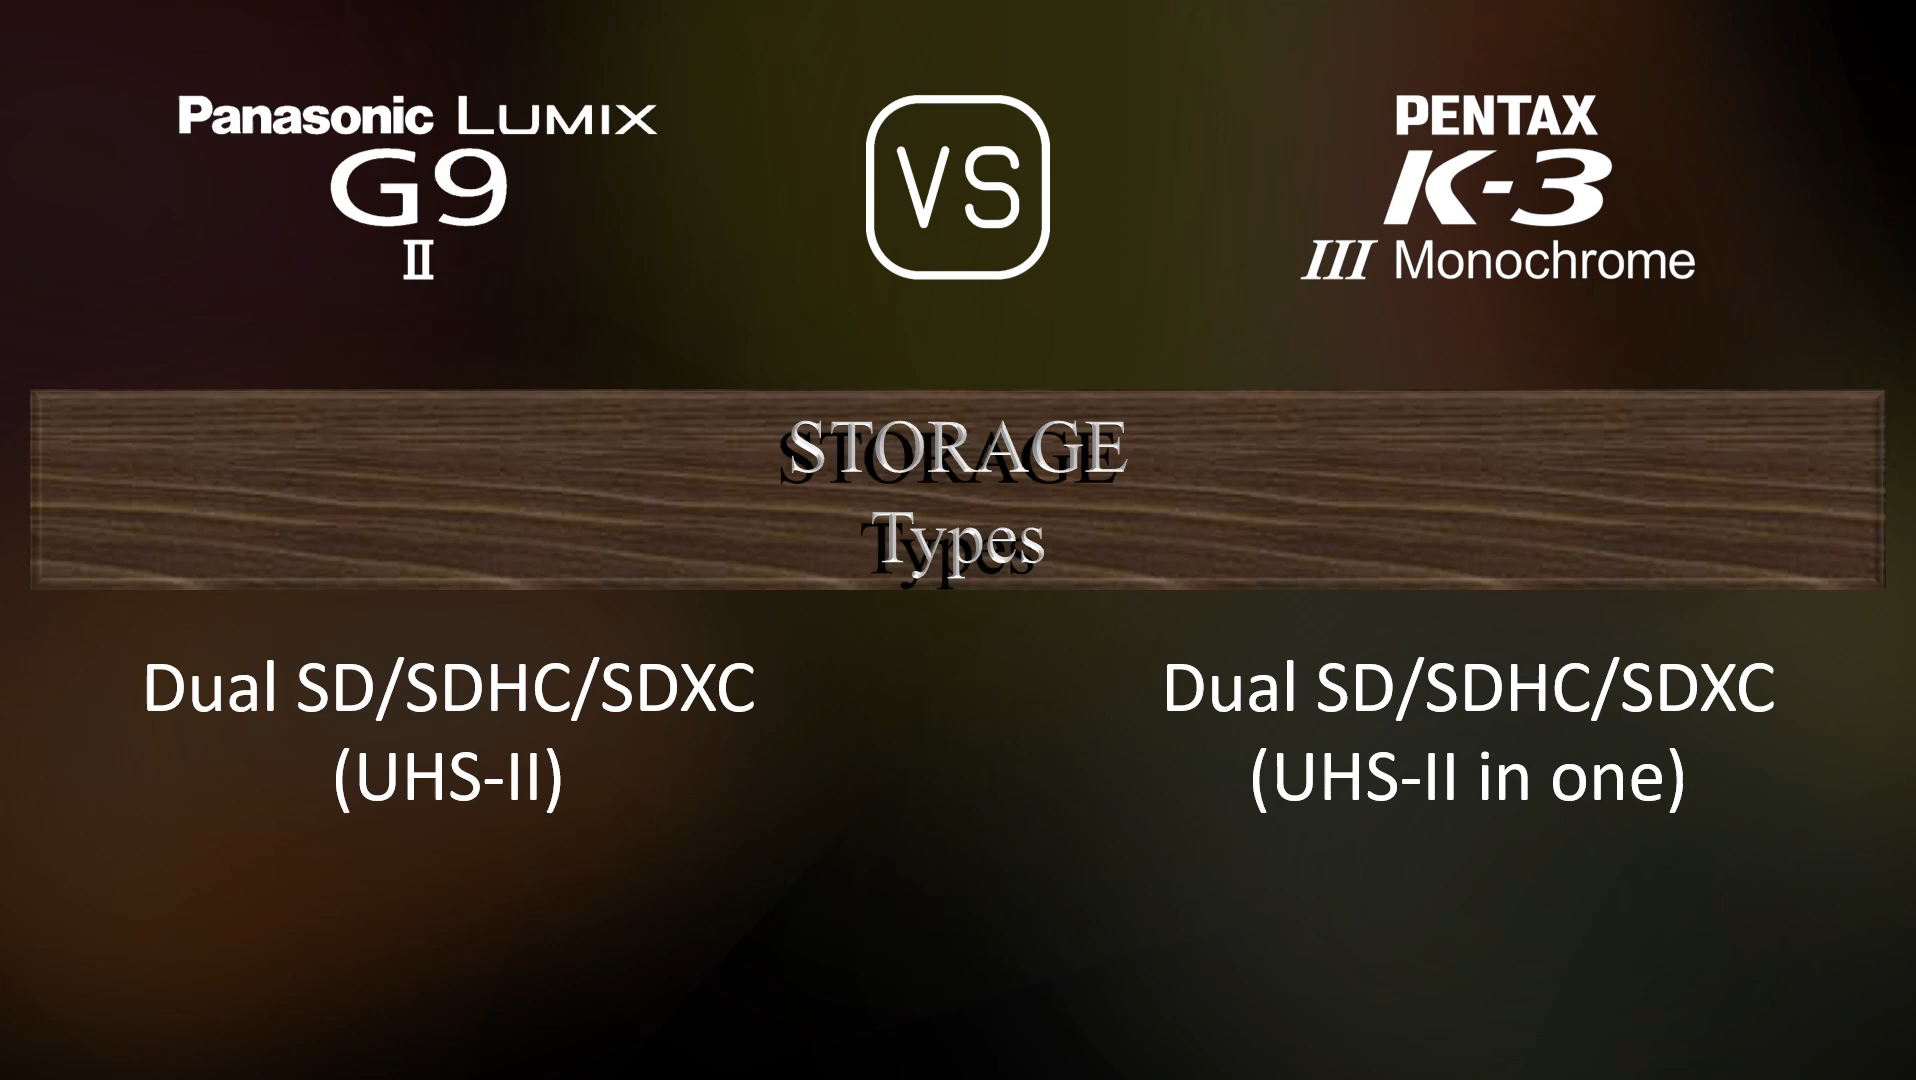 Panasonic LUMIX
G9
II
VS
PENTAX
K-3
III Monochrome
STORAGE
Types
Dual SD/SDHC/SDXC
(UHS-II)
Dual SD/SDHC/SDXC
(UHS-II in one)